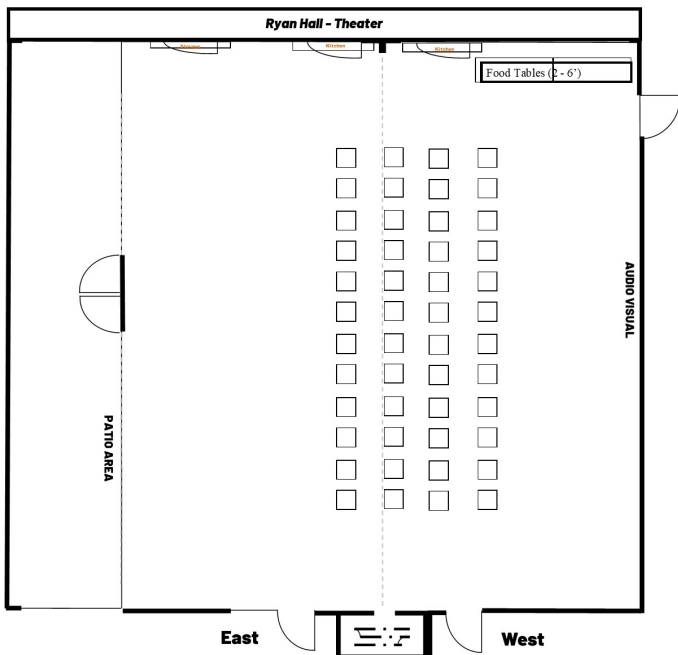 Ryan Hall - Theater
Kitchen
Kitchen
Food Tables (2 - 6')
AUDIO VISUAL
PATIO AREA
East
West